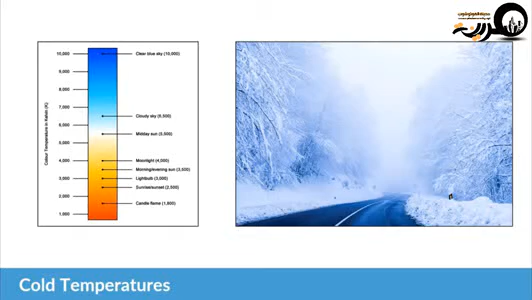 Colour Temperature in Kelvin (K)
10,000
9,000
8,000
7,000
6,000
5,000
4,000
3,000
2,000
1,000
Clear blue sky (10,000)
Cloudy sky (6,500)
Midday sun (5,500)
Moonlight (4,000)
Morning/evening sun (3,500)
Lightbulb (3,000)
Sunrise/sunset (2,500)
Candle flame (1,800)
Cold Temperatures